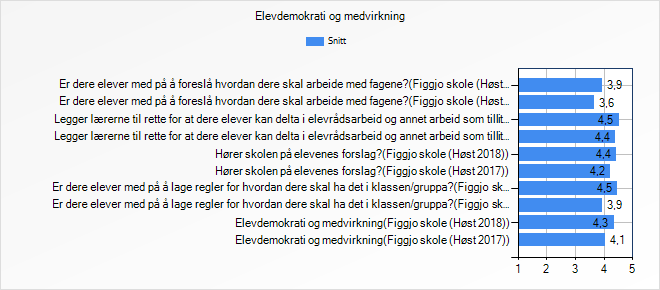 Elevdemokrati og medvirkning
Snitt
Er dere elever med på å foreslå hvordan dere skal arbeide med fagene?(Figgjo skole (Høst... 3,9
Er dere elever med på å foreslå hvordan dere skal arbeide med fagene?(Figgjo skole (Høst... 3,6
Legger lærerne til rette for at dere elever kan delta i elevrådsarbeid og annet arbeid som tillit... 4,5
Legger lærerne til rette for at dere elever kan delta i elevrådsarbeid og annet arbeid som tillit... 4,4
Hører skolen på elevenes forslag?(Figgjo skole (Høst 2018)) 4,4
Hører skolen på elevenes forslag?(Figgjo skole (Høst 2017)) 4,2
Er dere elever med på å lage regler for hvordan dere skal ha det i klassen/gruppa?(Figgjo sk... 4,5
Er dere elever med på å lage regler for hvordan dere skal ha det i klassen/gruppa?(Figgjo sk... 3,9
Elevdemokrati og medvirkning(Figgjo skole (Høst 2018)) 4,3
Elevdemokrati og medvirkning(Figgjo skole (Høst 2017)) 4,1
1 2 3 4 5